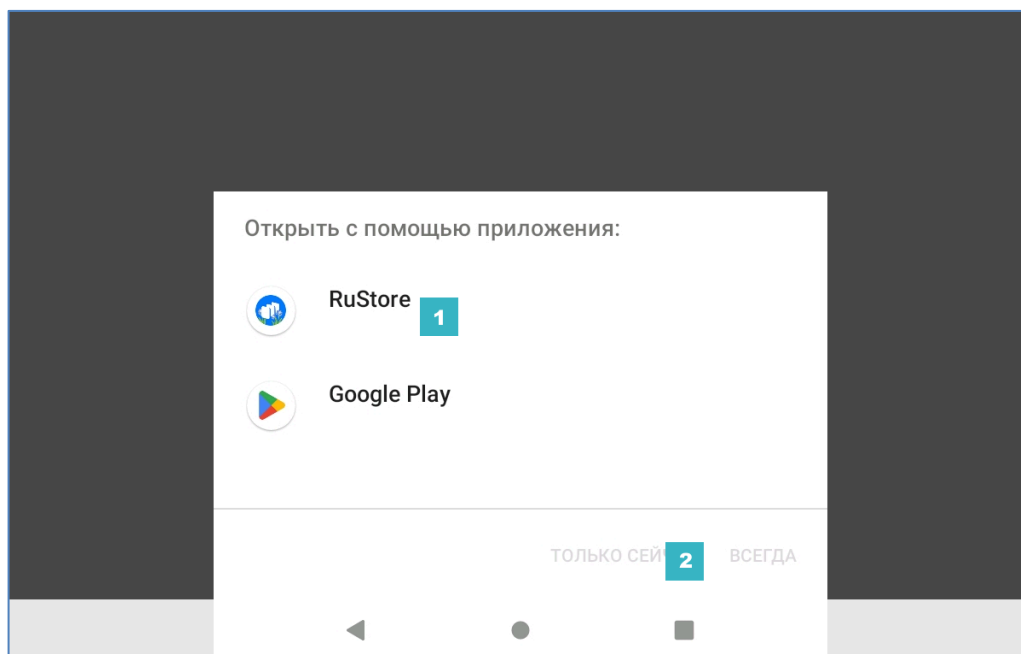 Открыть с помощью приложения:
RuStore
1
Google Play
ТОЛЬКО
2
ВСЕГДА